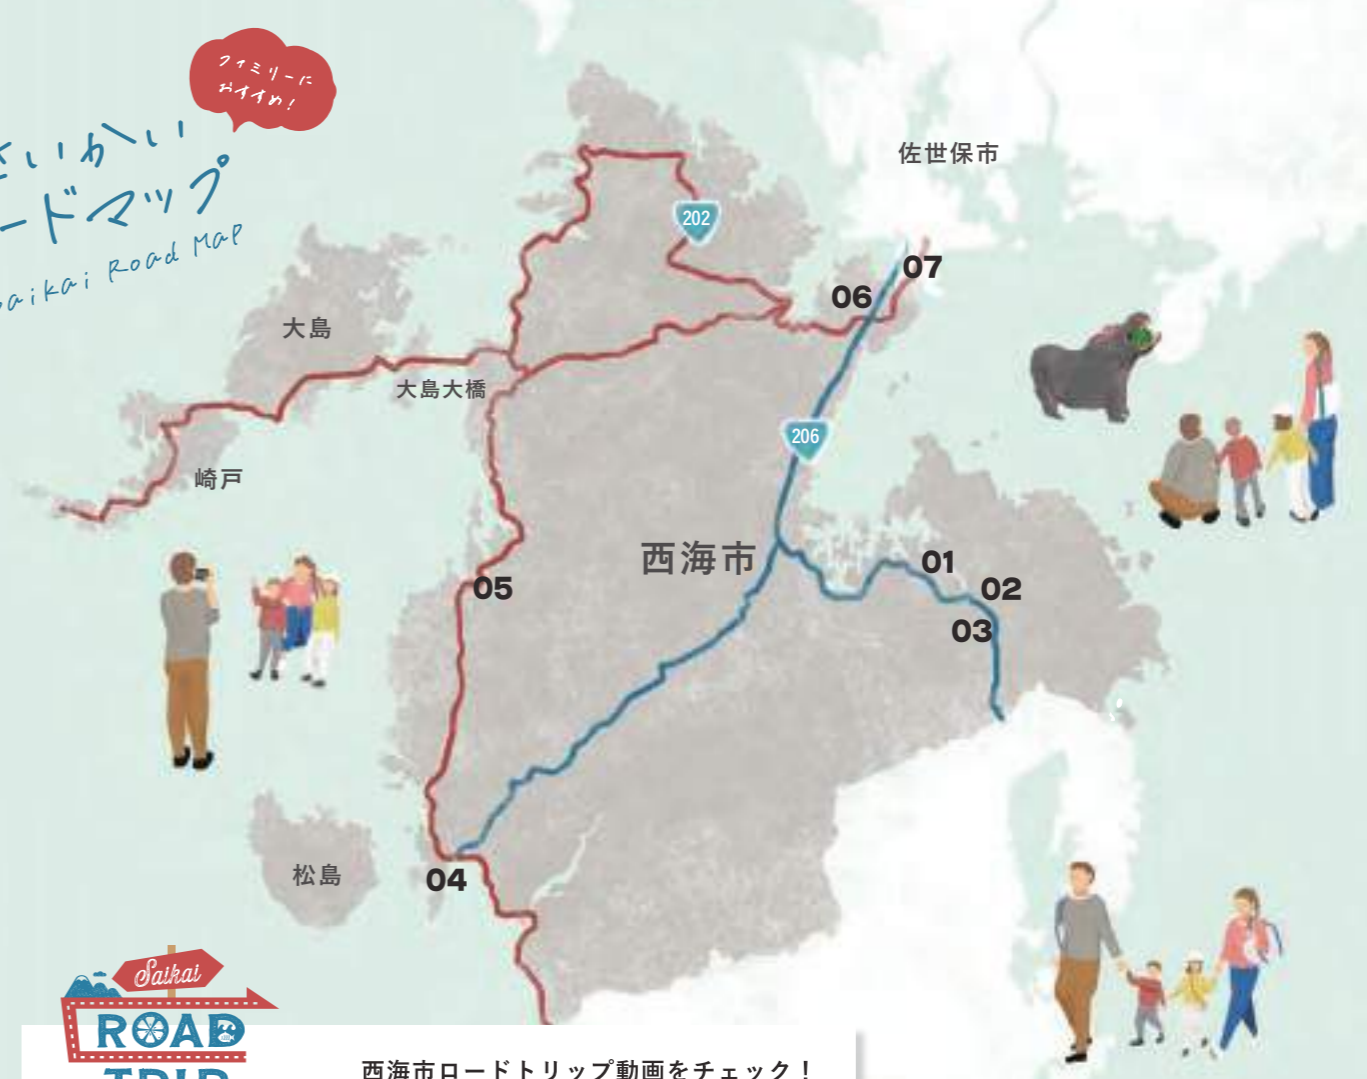 ファミリーに
おすすめ！
さいかい
ードマップ
Saikai Road Map
佐世保市
202
07
06
大島
大島大橋
206
崎戸
西海市
01
02
05
03
松島
04
Saikai
ROAD
TRIP
西海市ロードトリップ動画をチェック！